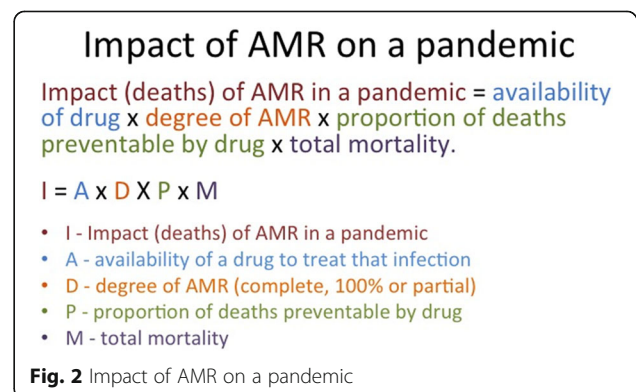 Impact of AMR on a pandemic
Impact (deaths) of AMR in a pandemic = availability
of drug x degree of AMR x proportion of deaths
preventable by drug x total mortality.
I = A x D X P x M
• I - Impact (deaths) of AMR in a pandemic
• A - availability of a drug to treat that infection
• D - degree of AMR (complete, 100% or partial)
• P - proportion of deaths preventable by drug
• M - total mortality
Fig. 2 Impact of AMR on a pandemic